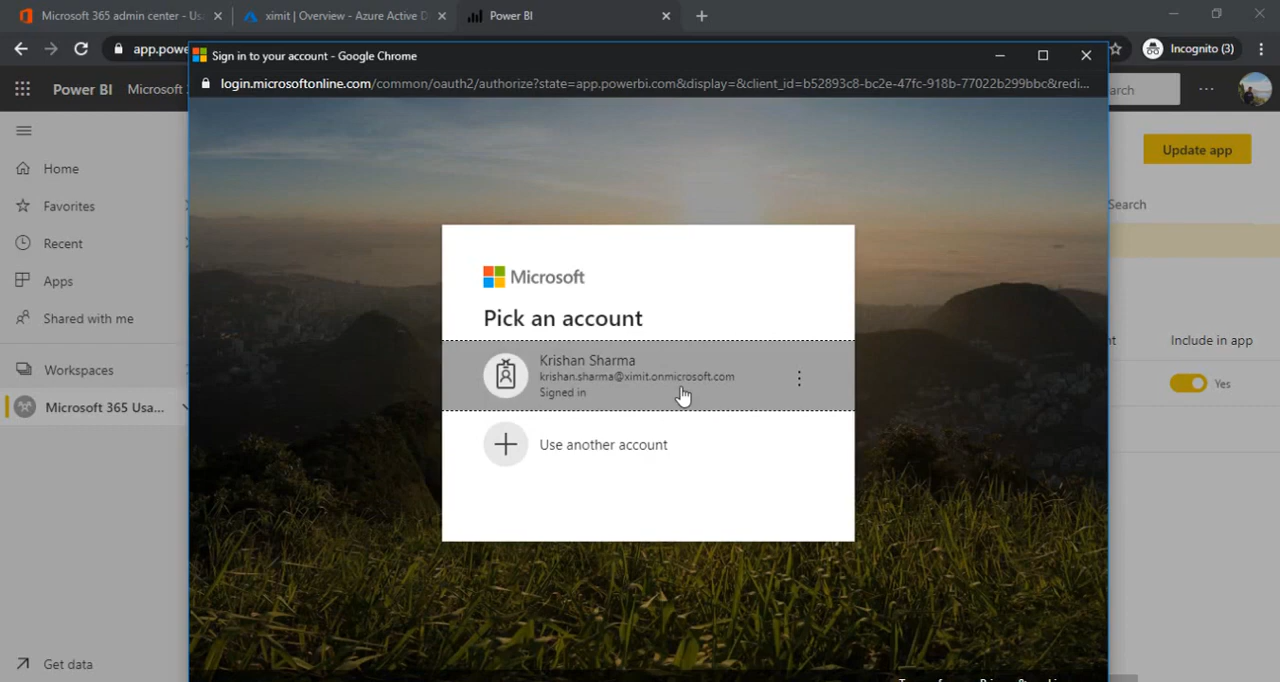 Microsoft 365 admin center - Us
ximit | Overview - Azure Active D
Power BI
app.powe
Sign in to your account - Google Chrome
Incognito (3)
login.microsoftonline.com/common/oauth2/authorize?state=app.powerbi.com&display=&client_id=b52893c8-bc2e-47fc-918b-77022b299bbc&redi...
Power BI
Microsoft
arch
Home
Update app
Favorites
Search
Recent
Apps
Microsoft
Shared with me
Pick an account
Include in app
Krishan Sharma
krishan.sharma@ximit.onmicrosoft.com
Signed in
Yes
Workspaces
Microsoft 365 Usa...
Use another account
Get data